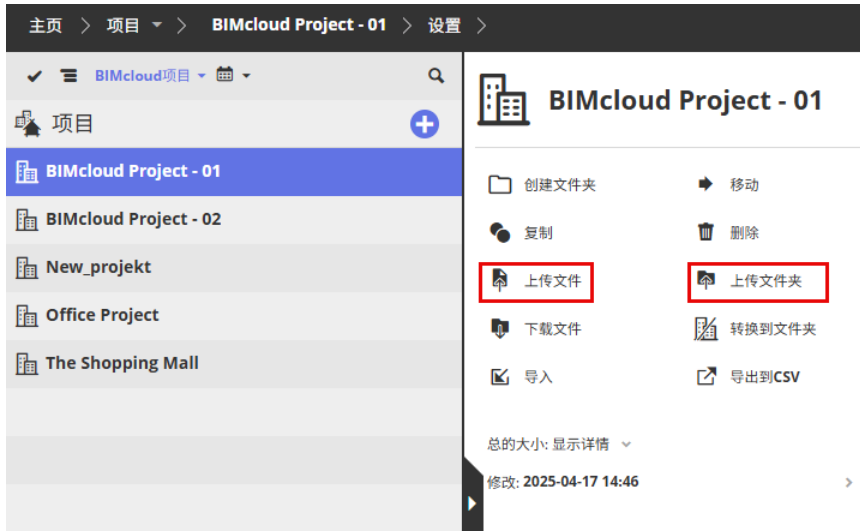 主页 > 项目 > BIMcloud Project - 01 > 设置 >
BIMcloud项目
项目
BIMcloud Project - 01
BIMcloud Project - 02
New_projekt
Office Project
The Shopping Mall
BIMcloud Project - 01
创建文件夹 移动
复制 删除
上传文件 上传文件夹
下载文件 转换到文件夹
导入 导出到CSV
总的大小: 显示详情
修改: 2025-04-17 14:46